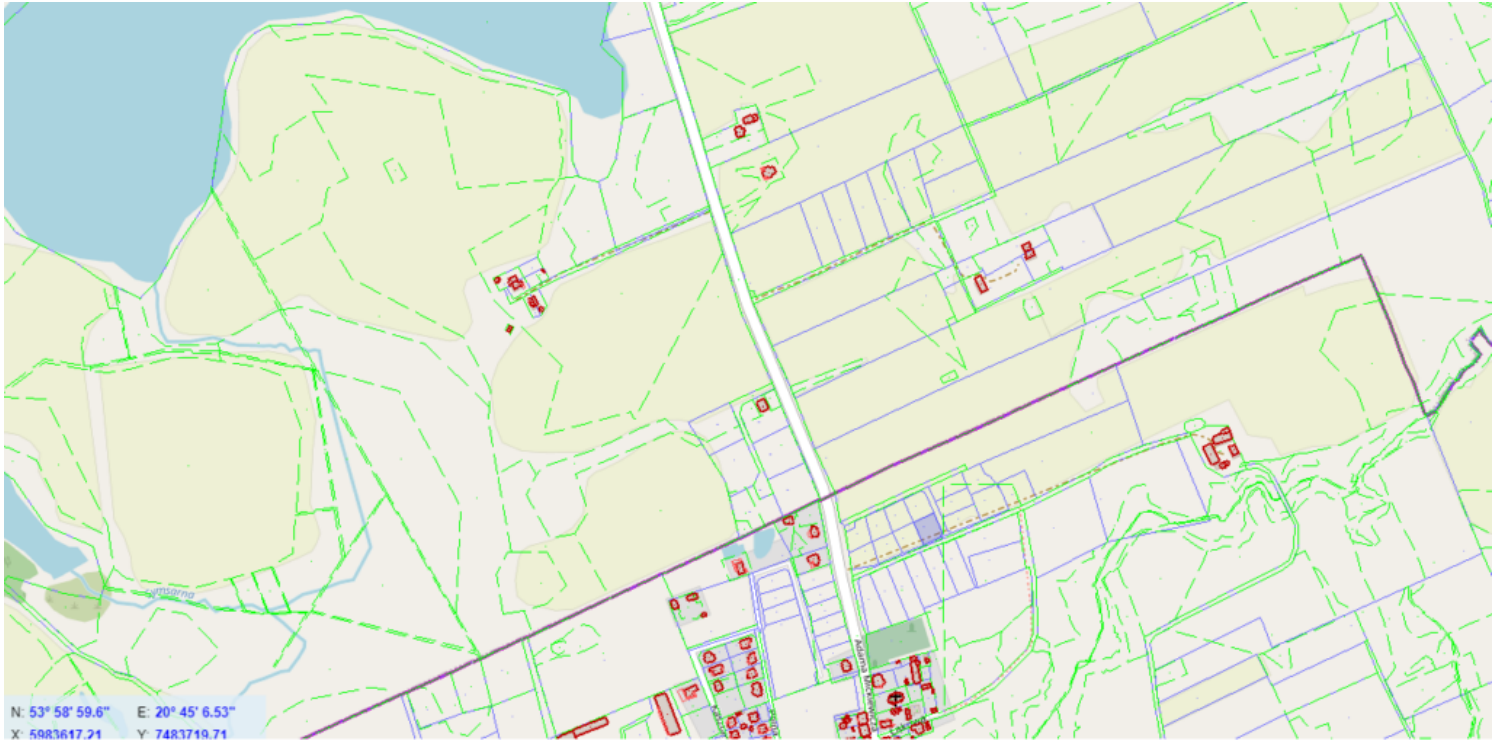 Symsarna
Adama Mickiewicza
N: 53° 58' 59.6" E: 20° 45' 6.53"
X: 5983617.21 Y: 7483719.71